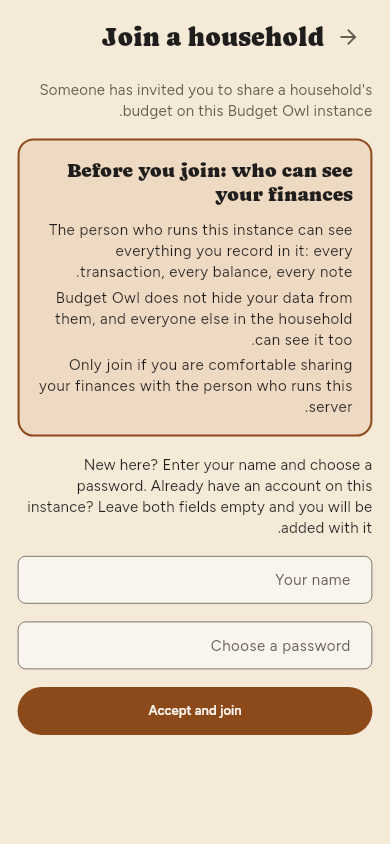 Join a household
Someone has invited you to share a household's
budget on this Budget Owl instance.
Before you join: who can see
your finances
The person who runs this instance can see
everything you record in it: every
transaction, every balance, every note.
Budget Owl does not hide your data from
them, and everyone else in the household
can see it too.
Only join if you are comfortable sharing
your finances with the person who runs this
server.
New here? Enter your name and choose a
password. Already have an account on this
instance? Leave both fields empty and you will be
added with it.
Your name
Choose a password
Accept and join